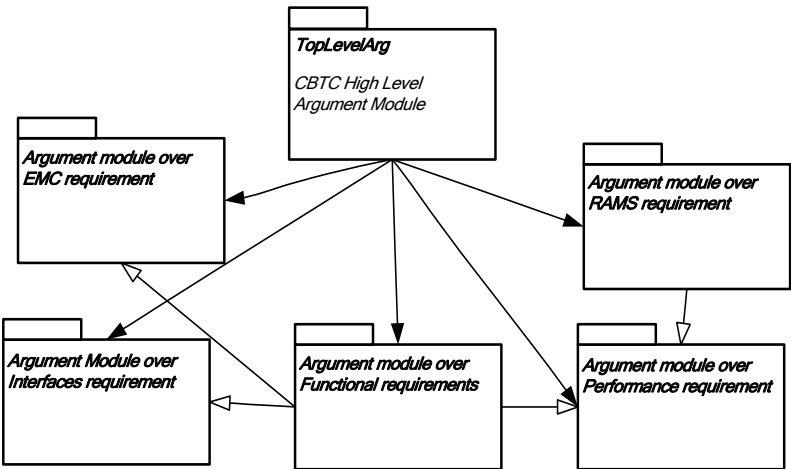 TopLevelArg
CBTC High Level
Argument Module
Argument module over
EMC requirement
Argument module over
RAMS requirement
Argument Module over
Interfaces requirement
Argument module over
Functional requirements
Argument module over
Performance requirement